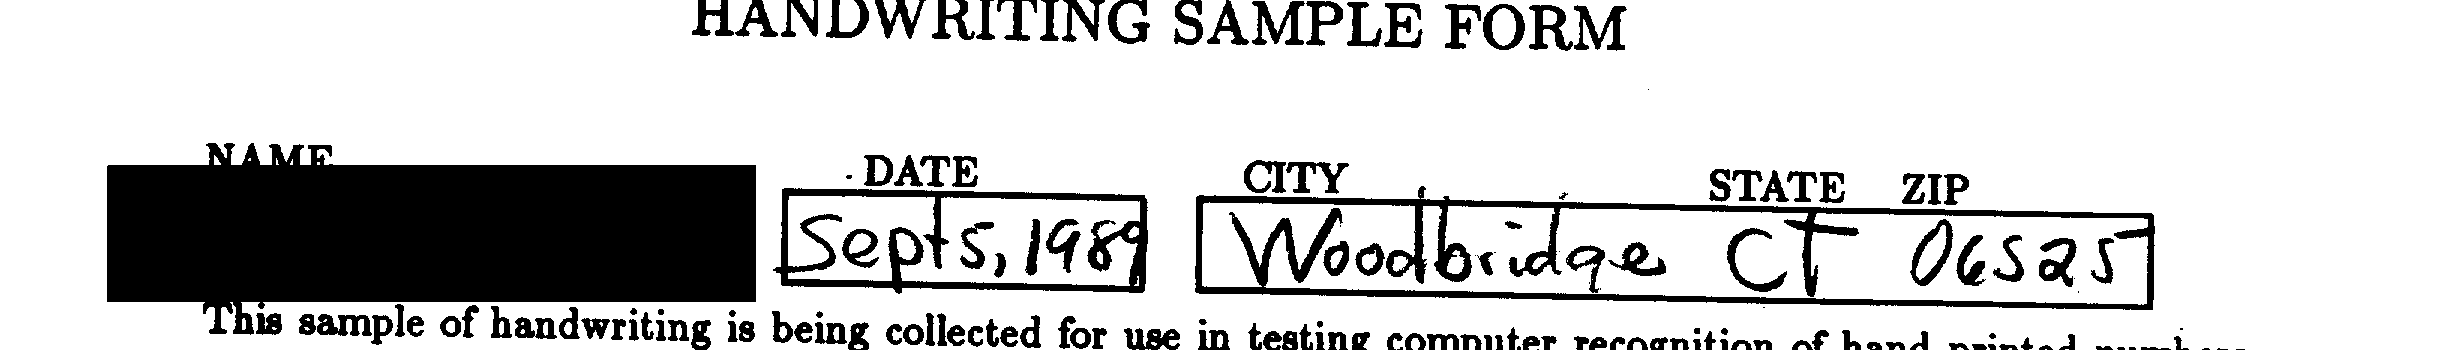 HANDWRITING SAMPLE FORM
NAME DATE CITY STATE ZIP
Sept 5, 1989 Woodbridge CT 06525
This sample of handwriting is being collected for use in testing computer recognition of hand printed numbers